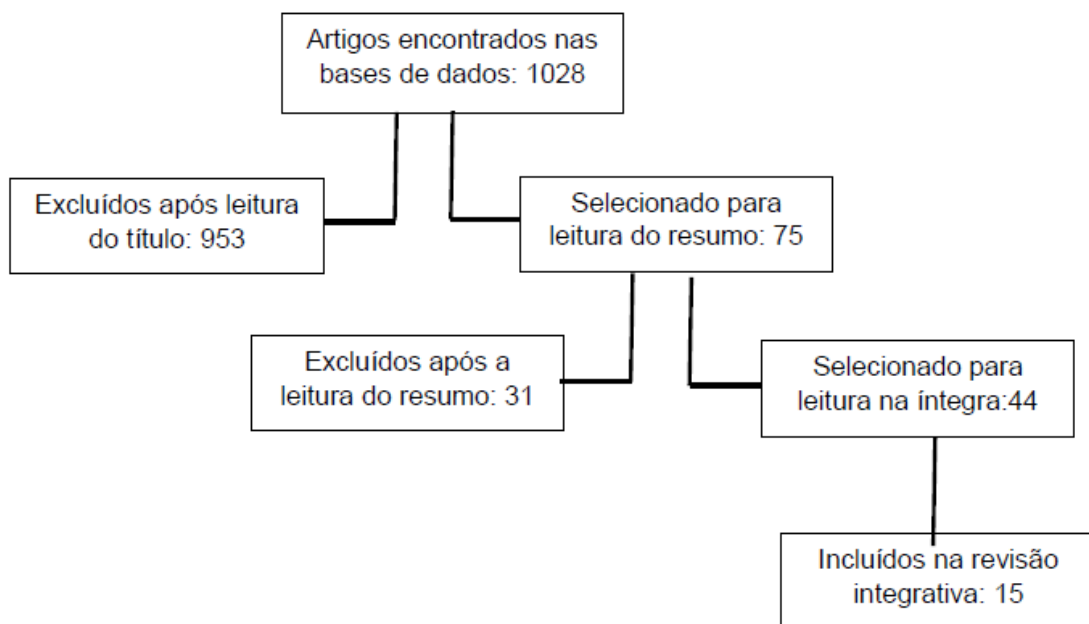 Artigos encontrados nas
bases de dados: 1028
Excluídos após leitura
do título: 953
Selecionado para
leitura do resumo: 75
Excluídos após a
leitura do resumo: 31
Selecionado para
leitura na íntegra:44
Incluídos na revisão
integrativa: 15